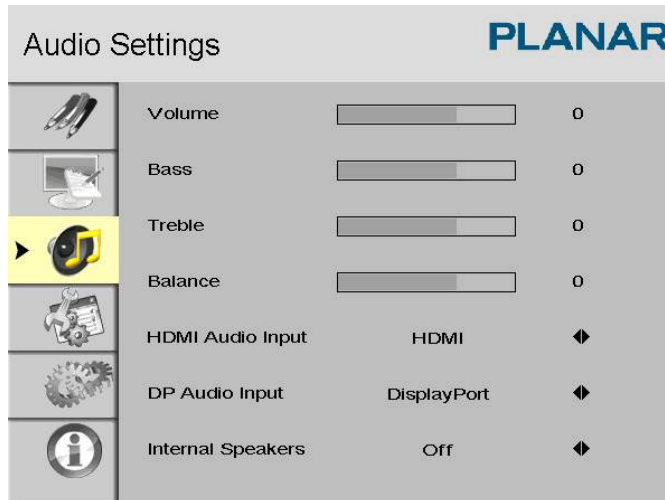 Audio Settings
PLANAR
Volume 0
Bass 0
Treble 0
Balance 0
HDMI Audio Input HDMI
DP Audio Input DisplayPort
Internal Speakers Off